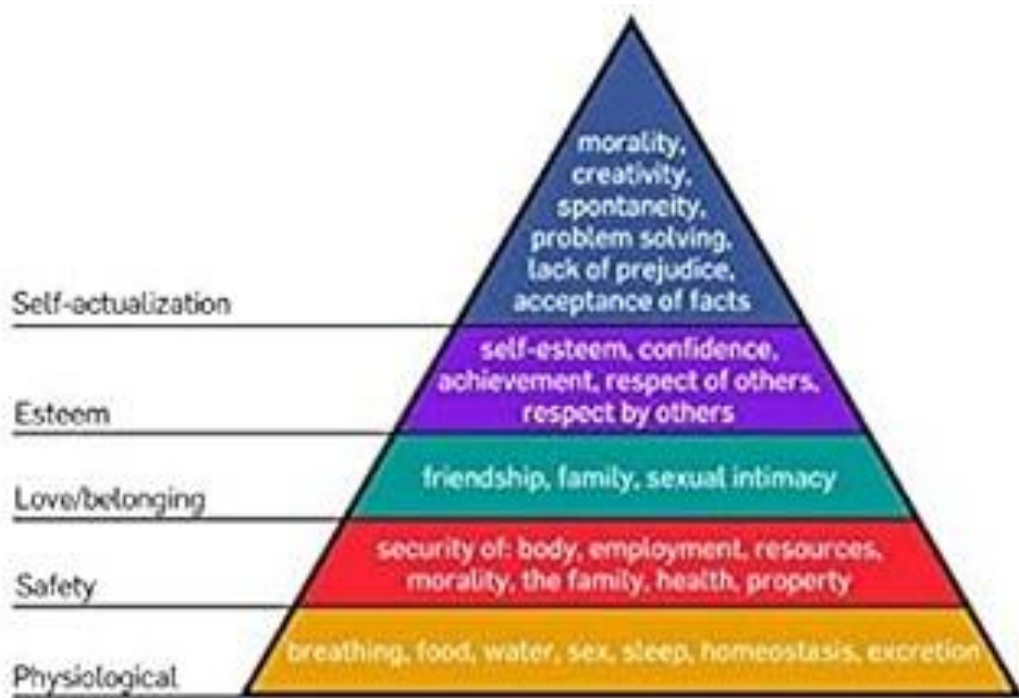 morality,
creativity,
spontaneity,
problem solving,
lack of prejudice,
acceptance of facts
Self-actualization
self-esteem, confidence,
achievement, respect of others,
respect by others
Esteem
friendship, family, sexual intimacy
Love/belonging
security of: body, employment, resources,
morality, the family, health, property
Safety
breathing, food, water, sex, sleep, homeostasis, excretion
Physiological